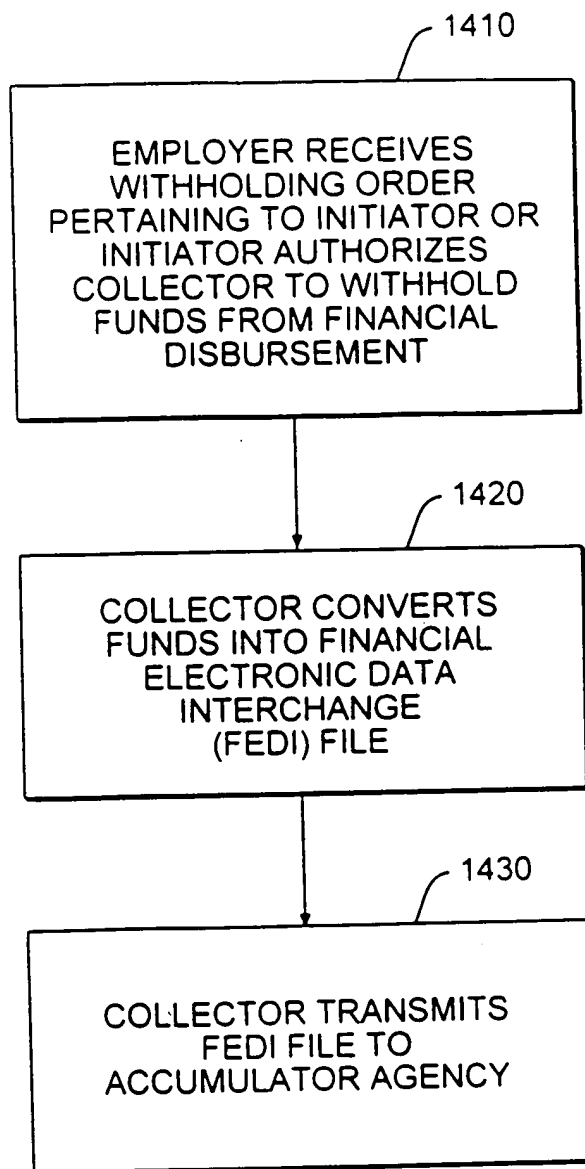 1410
EMPLOYER RECEIVES
WITHHOLDING ORDER
PERTAINING TO INITIATOR OR
INITIATOR AUTHORIZES
COLLECTOR TO WITHHOLD
FUNDS FROM FINANCIAL
DISBURSEMENT
1420
COLLECTOR CONVERTS
FUNDS INTO FINANCIAL
ELECTRONIC DATA
INTERCHANGE
(FEDI) FILE
1430
COLLECTOR TRANSMITS
FEDI FILE TO
ACCUMULATOR AGENCY